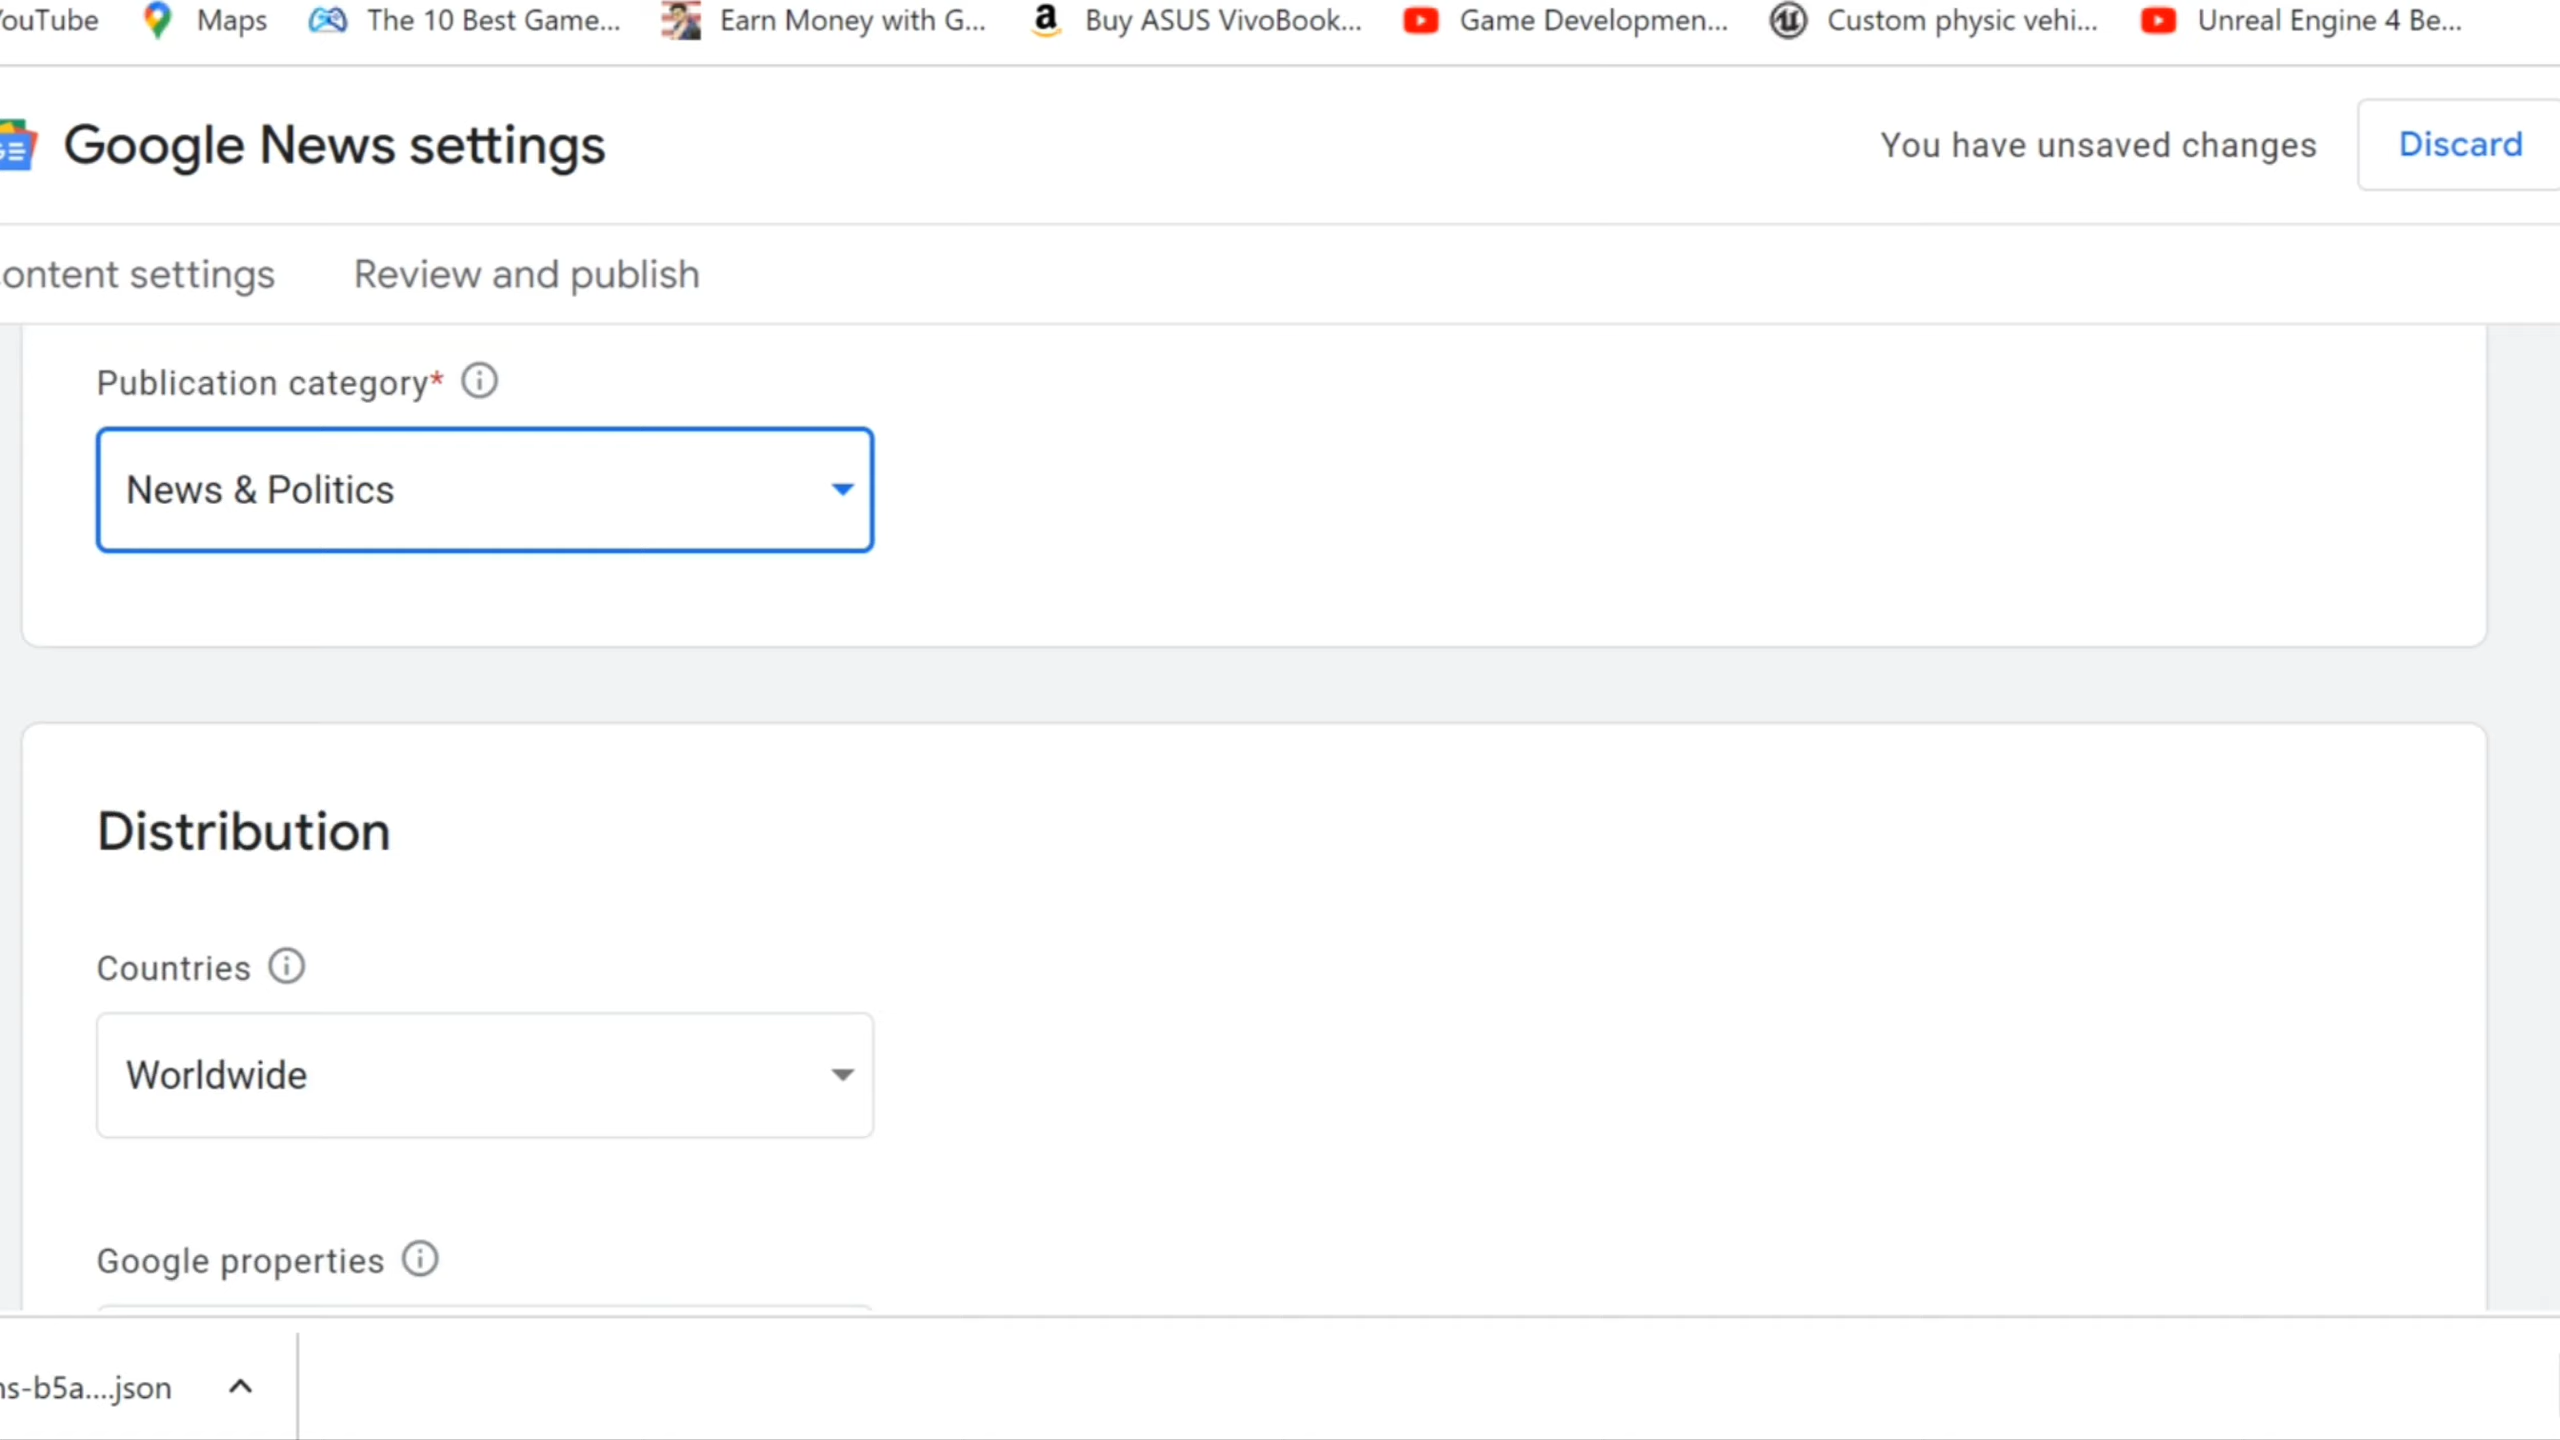 YouTube Maps The 10 Best Game... Earn Money with G... Buy ASUS VivoBook... Game Developmen... Custom physic vehi... Unreal Engine 4 Be...
Google News settings You have unsaved changes Discard
ontent settings Review and publish
Publication category*
News & Politics
Distribution
Countries
Worldwide
Google properties
ns-b5a....json